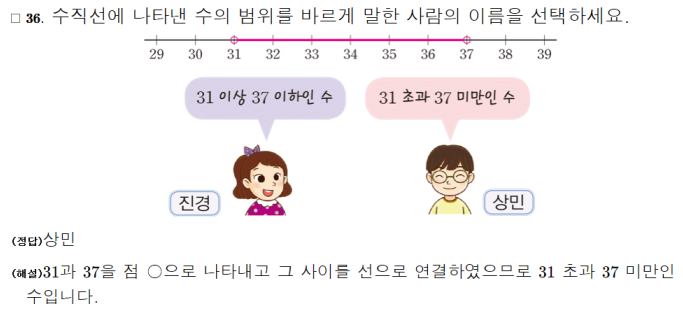 □ 36. 수직선에 나타낸 수의 범위를 바르게 말한 사람의 이름을 선택하세요.
29 30 31 32 33 34 35 36 37 38 39
31 이상 37 이하인 수
31 초과 37 미만인 수
진경
상민
(정답)상민
(해설)31과 37을 점 ○으로 나타내고 그 사이를 선으로 연결하였으므로 31 초과 37 미만인
수입니다.